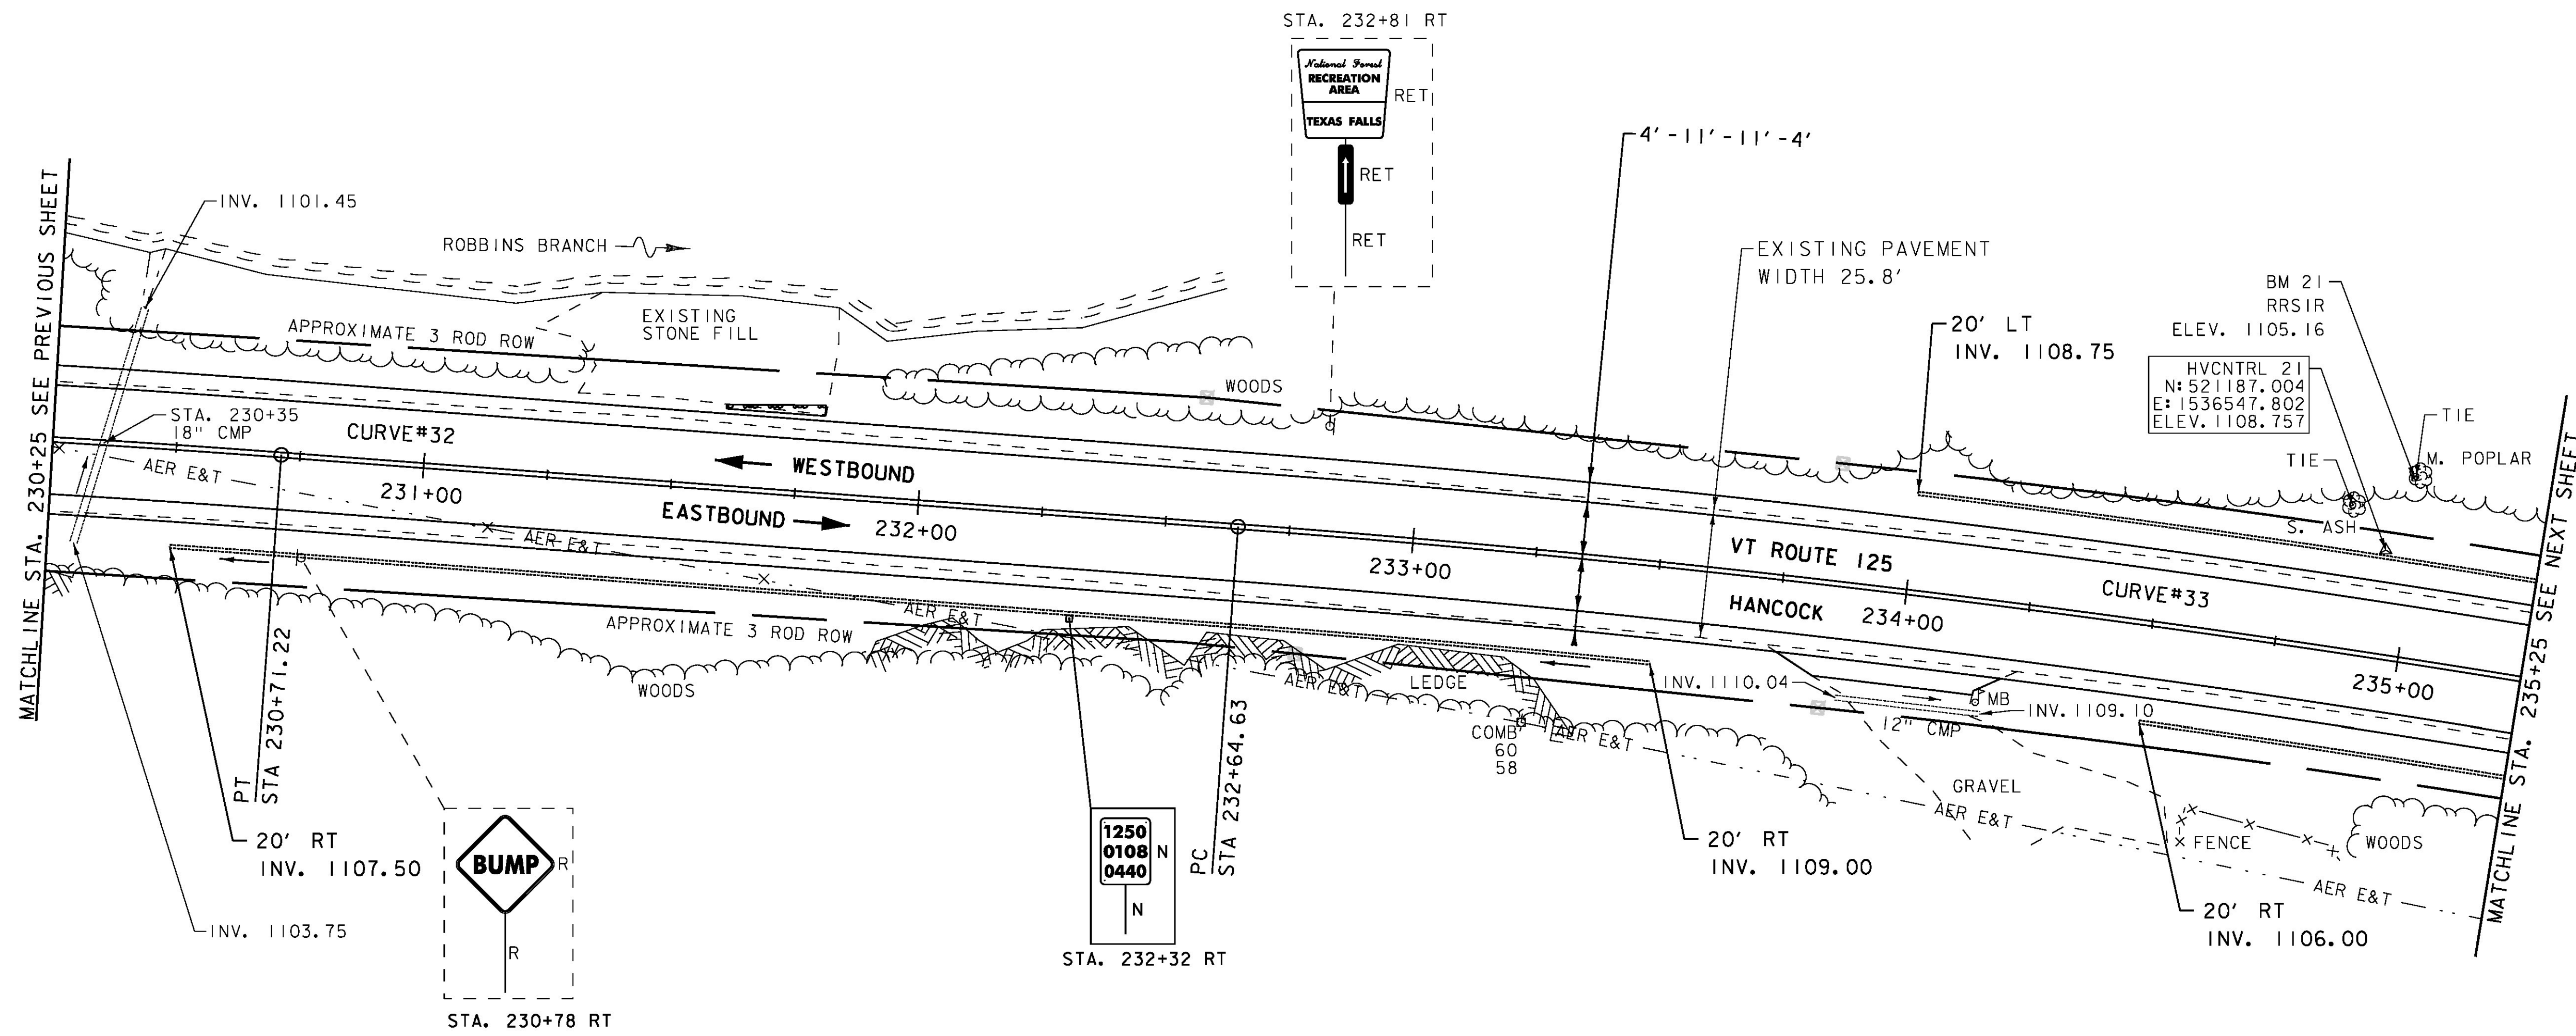 STA. 232+81 RT
National Forest
RECREATION
AREA
TEXAS FALLS
RET
RET
RET
4'-11'-11'-4'
MATCHLINE STA. 230+25 SEE PREVIOUS SHEET
INV. 1101.45
ROBBINS BRANCH
EXISTING PAVEMENT
WIDTH 25.8'
BM 21
RRSIR
ELEV. 1105.16
20' LT
INV. 1108.75
HVCNTRL 21
N:521187.004
E:1536547.802
ELEV.1108.757
TIE
M. POPLAR
TIE
S. ASH
APPROXIMATE 3 ROD ROW
EXISTING
STONE FILL
WOODS
STA. 230+35
18" CMP
CURVE#32
AER E&T
231+00
WESTBOUND
EASTBOUND
232+00
AER E&T
233+00
VT ROUTE 125
HANCOCK
234+00
CURVE#33
235+00
AER E&T
APPROXIMATE 3 ROD ROW
WOODS
LEDGE
AER E&T
INV.1110.04
MB
INV.1109.10
12" CMP
COMB
60
58
AER E&T
GRAVEL
AER E&T
FENCE
WOODS
AER E&T
PT
STA 230+71.22
20' RT
INV. 1107.50
INV. 1103.75
BUMP
R
R
STA. 230+78 RT
1250
0108
0440
N
N
STA. 232+32 RT
PC
STA 232+64.63
20' RT
INV. 1109.00
20' RT
INV. 1106.00
MATCHLINE STA. 235+25 SEE NEXT SHEET